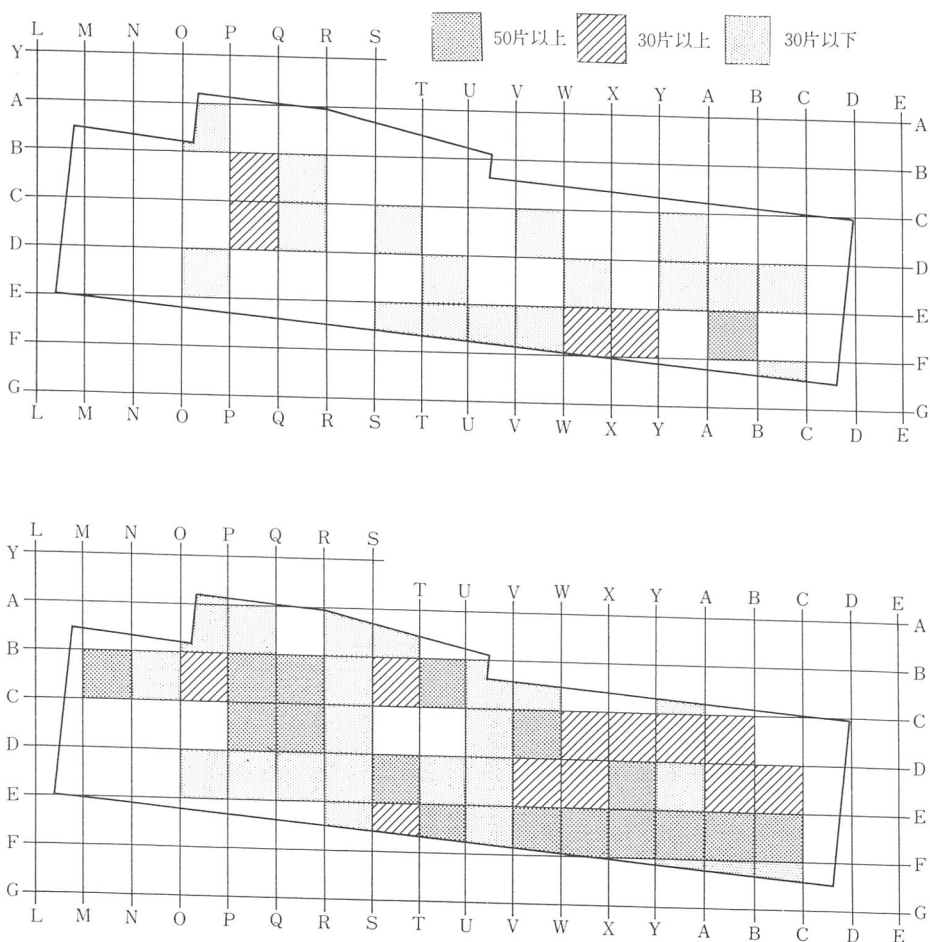 50片以上 30片以上 30片以下
L M N O P Q R S
T U V W X Y A B C D E
Y
A A
B B
C C
D D
E E
F F
G G
L M N O P Q R S T U V W X Y A B C D E
L M N O P Q R S
T U V W X Y A B C D E
Y
A A
B B
C C
D D
E E
F F
G G
L M N O P Q R S T U V W X Y A B C D E